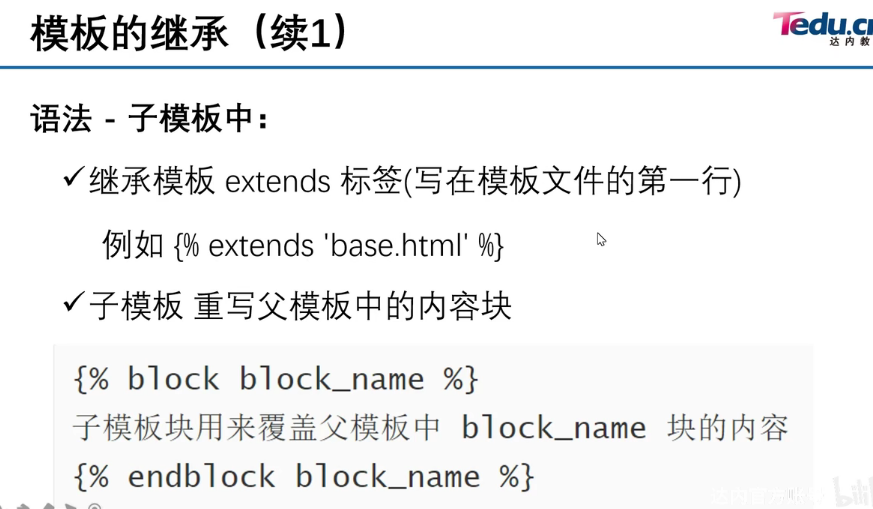 模板的继承（续1）
Tedu.cn
达内教
语法 - 子模板中：
✓继承模板 extends 标签(写在模板文件的第一行)
例如 {% extends 'base.html' %}
✓子模板 重写父模板中的内容块
{% block block_name %}
子模板块用来覆盖父模板中 block_name 块的内容
{% endblock block_name %}